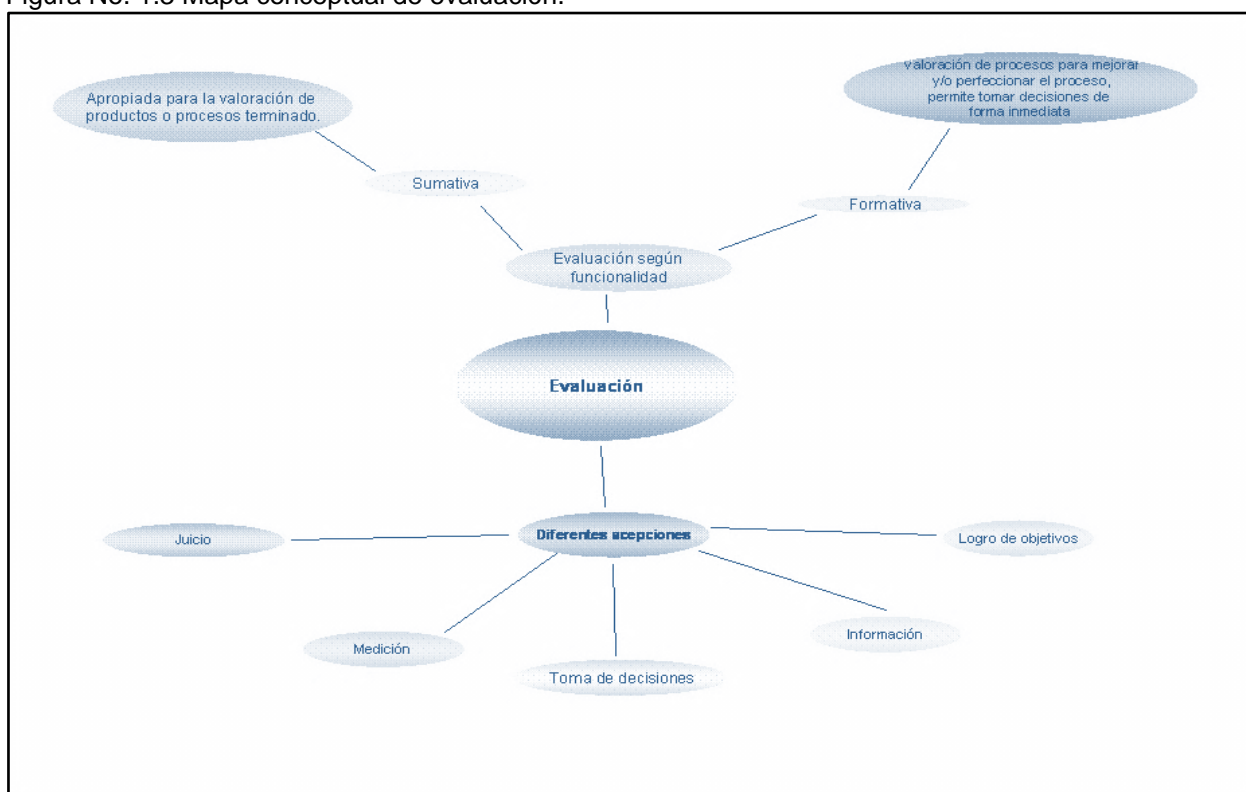 Figura No. 1.3 Mapa conceptual de evaluación.
Valoración de procesos para mejorar
y/o perfeccionar el proceso,
permite tomar decisiones de
forma inmediata
Apropiada para la valoración de
productos o procesos terminado.
Sumativa
Formativa
Evaluación según
funcionalidad
Evaluación
Diferentes acepciones
Juicio
Logro de objetivos
Información
Medición
Toma de decisiones